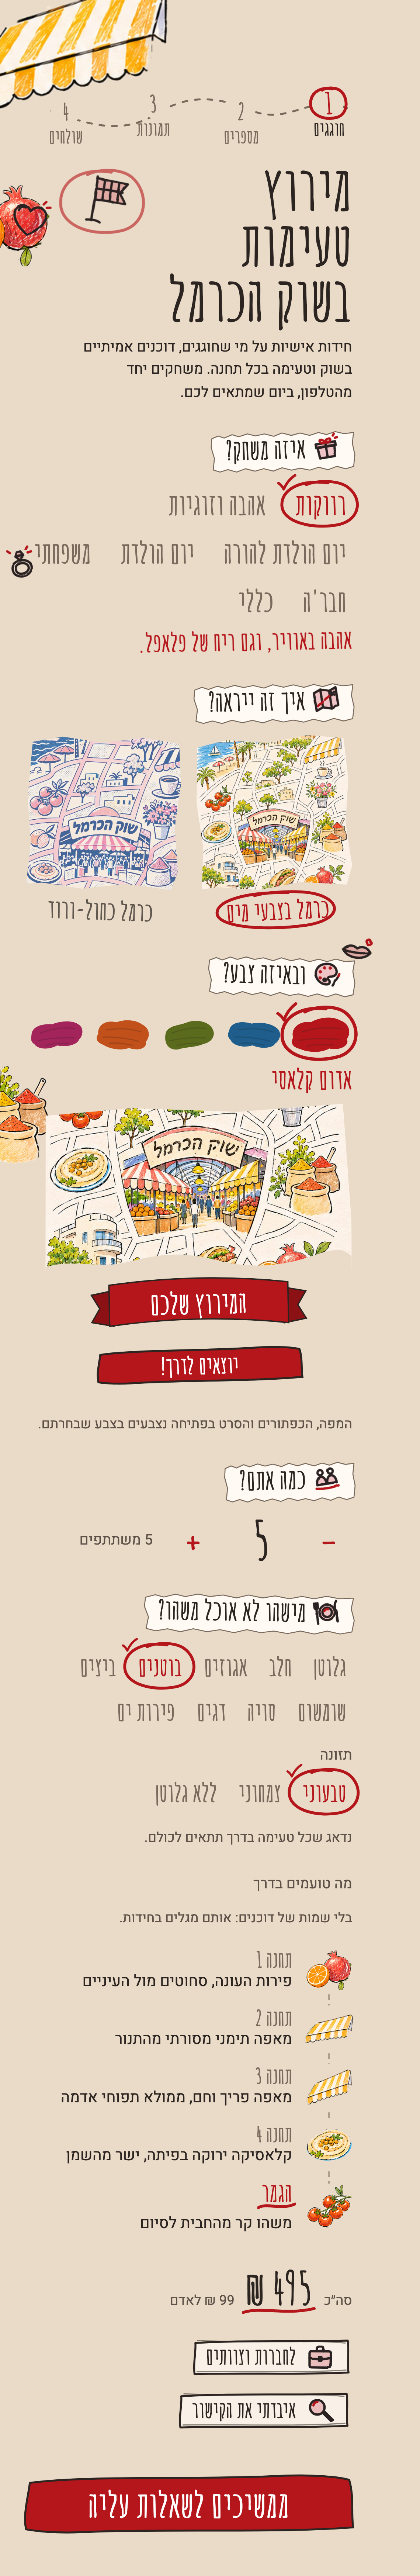 1
חוגגים
2
מספרים
3
תמונות
4
שולחים
מירוץ
טעימות
בשוק הכרמל
חידות אישיות על מי שחוגגים, דוכנים אמיתיים
בשוק וטעימה בכל תחנה. משחקים יחד
מהטלפון, ביום שמתאים לכם.
איזה משחק?
רווקות אהבה וזוגיות
יום הולדת להורה יום הולדת משפחתי
חבר'ה כללי
אהבה באוויר, וגם ריח של פלאפל.
איך זה ייראה?
שוק הכרמל
שוק הכרמל
כרמל בצבעי מים
כרמל כחול-ורוד
ובאיזה צבע?
אדום קלאסי
שוק הכרמל
המירוץ שלכם
יוצאים לדרך!
המפה, הכפתורים והסרט בפתיחה נצבעים בצבע שבחרתם.
כמה אתם?
− 5 + 5 משתתפים
מישהו לא אוכל משהו?
גלוטן חלב אגוזים בוטנים ביצים
שומשום סויה דגים פירות ים
תזונה
טבעוני צמחוני ללא גלוטן
נדאג שכל טעימה בדרך תתאים לכולם.
מה טועמים בדרך
בלי שמות של דוכנים: אותם מגלים בחידות.
תחנה 1
פירות העונה, סחוטים מול העיניים
תחנה 2
מאפה תימני מסורתי מהתנור
תחנה 3
מאפה פריך וחם, ממולא תפוחי אדמה
תחנה 4
קלאסיקה ירוקה בפיתה, ישר מהשמן
הגמר
משהו קר מהחבית לסיום
סה״כ 495 ₪ 99 ₪ לאדם
לחברות וצוותים
איבדתי את הקישור
ממשיכים לשאלות עליה